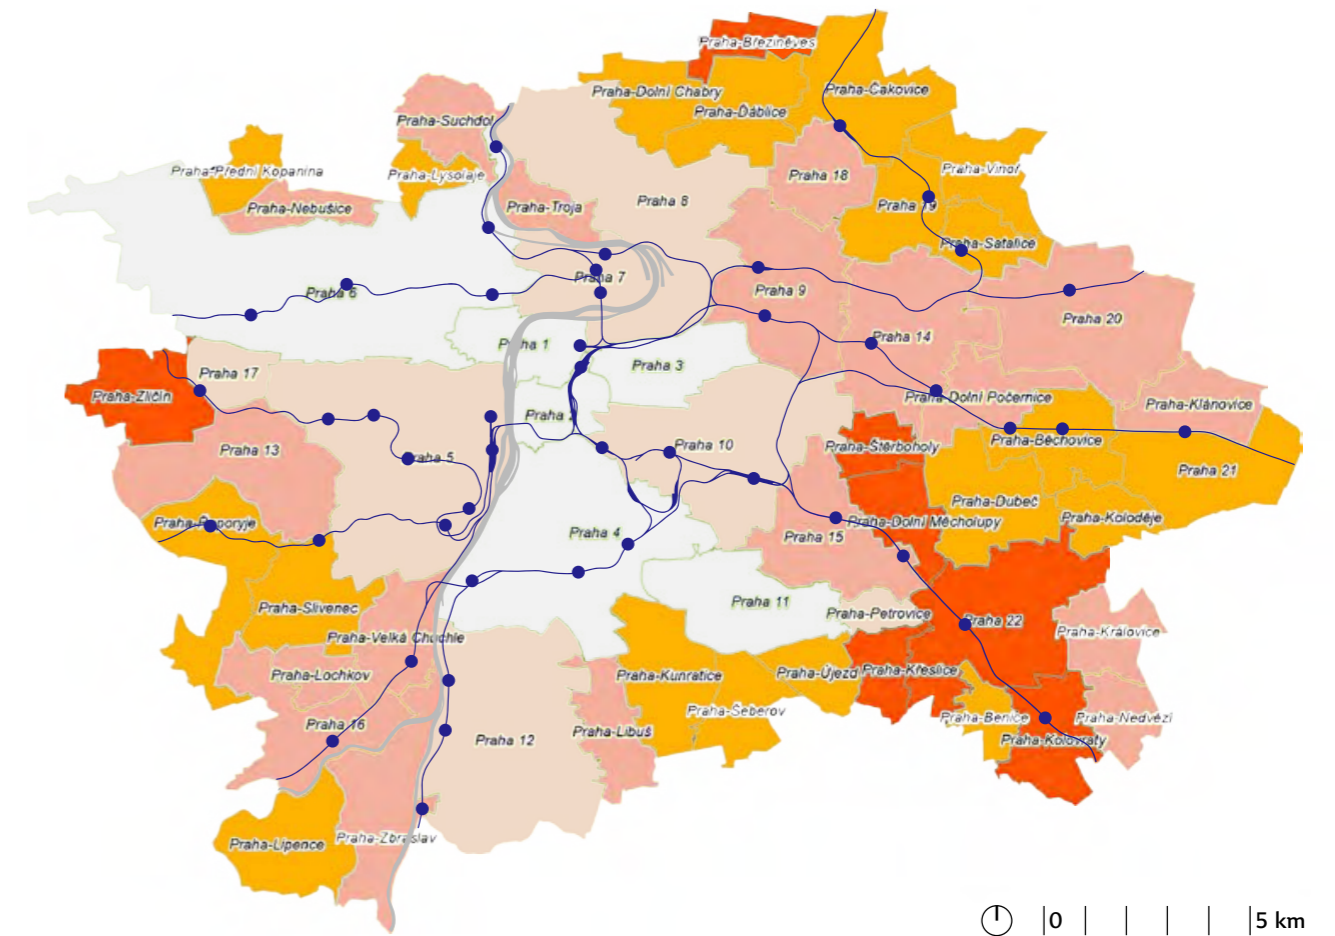 Praha-Březiněves
Praha-Dolní Chabry
Praha-Čakovice
Praha-Ďáblice
Praha-Suchdol
Praha-Přední Kopanina
Praha-Lysolaje
Praha-Vinoř
Praha 18
Praha-Nebušice
Praha-Troja
Praha 8
Praha 19
Praha-Satalice
Praha 7
Praha 6
Praha 9
Praha 20
Praha 14
Praha 1
Praha 3
Praha 17
Praha-Zličín
Praha-Dolní Počernice
Praha-Klánovice
Praha 2
Praha 10
Praha-Štěrboholy
Praha-Běchovice
Praha 13
Praha 5
Praha 21
Praha-Dubeč
Praha-Řeporyje
Praha-Dolní Měcholupy
Praha-Koloděje
Praha 4
Praha 15
Praha-Slivenec
Praha 11
Praha-Petrovice
Praha 22
Praha-Královice
Praha-Velká Chuchle
Praha-Lochkov
Praha-Kunratice
Praha-Újezd
Praha-Křeslice
Praha-Šeberov
Praha-Benice
Praha-Nedvězí
Praha 16
Praha-Libuš
Praha 12
Praha-Kolovraty
Praha-Lipence
Praha-Zbraslav
0 5 km